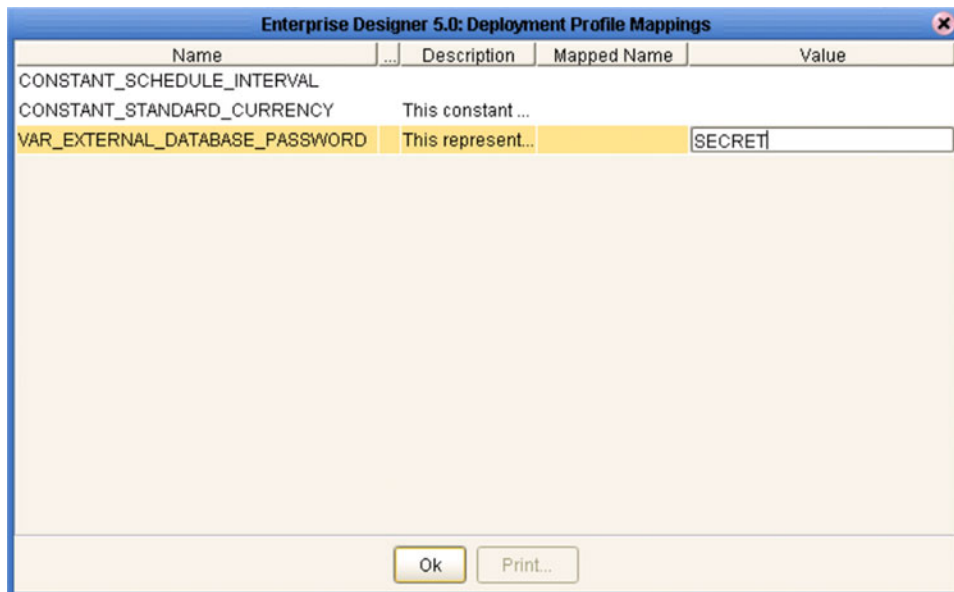 Enterprise Designer 5.0: Deployment Profile Mappings
Name ... Description Mapped Name Value
CONSTANT_SCHEDULE_INTERVAL
CONSTANT_STANDARD_CURRENCY This constant ...
VAR_EXTERNAL_DATABASE_PASSWORD This represent... SECRET
Ok Print...